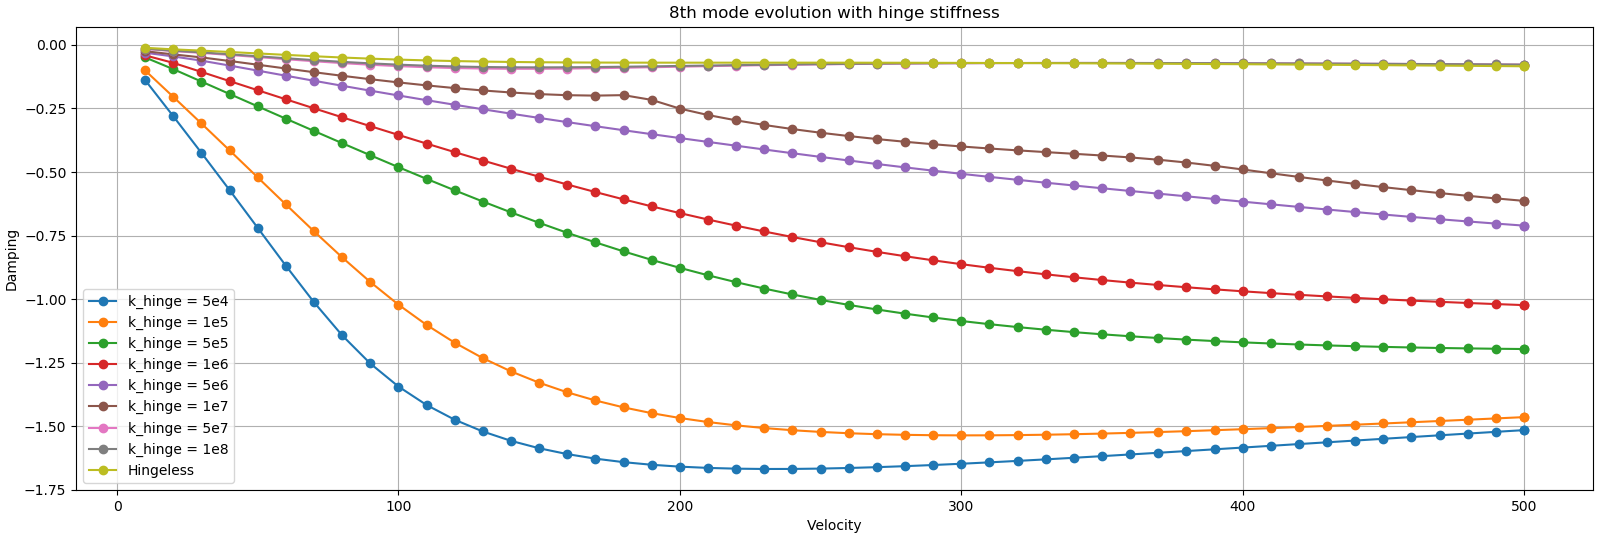 8th mode evolution with hinge stiffness
Damping
0.00
−0.25
−0.50
−0.75
−1.00
−1.25
−1.50
−1.75
k_hinge = 5e4
k_hinge = 1e5
k_hinge = 5e5
k_hinge = 1e6
k_hinge = 5e6
k_hinge = 1e7
k_hinge = 5e7
k_hinge = 1e8
Hingeless
0 100 200 300 400 500
Velocity